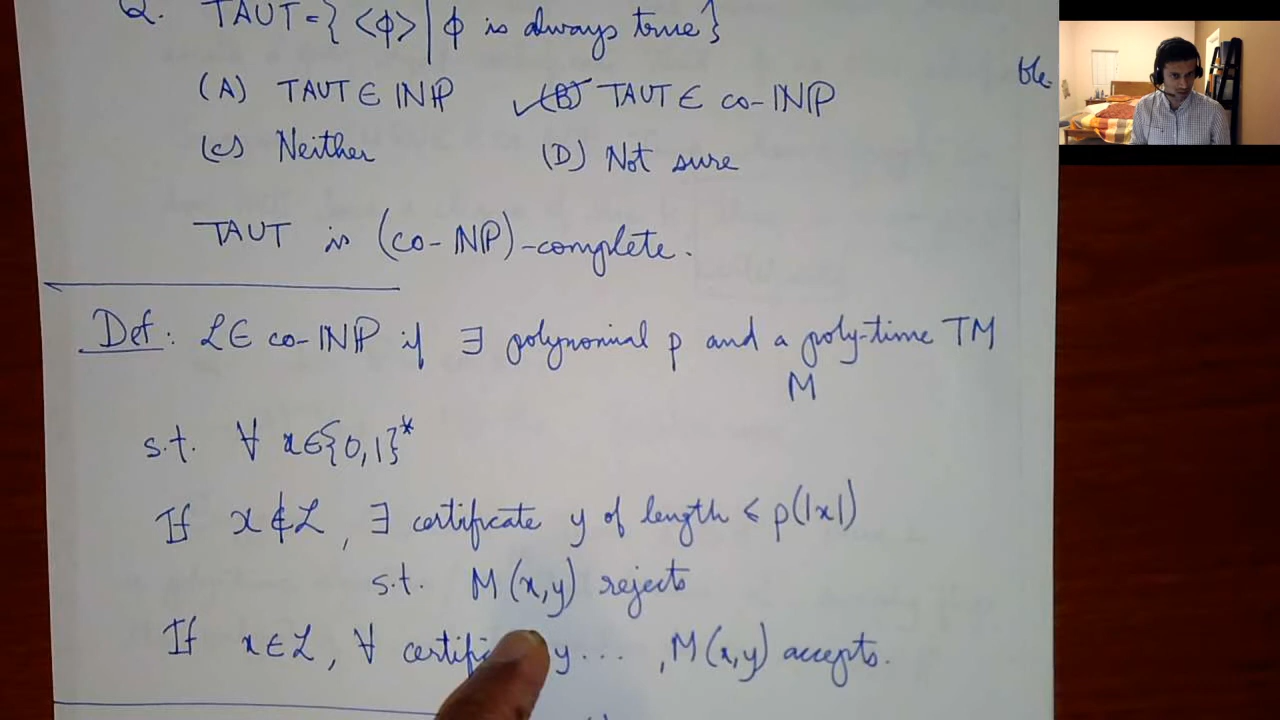 Q. TAUT = { <φ> | φ is always true }
ble.
(A) TAUT ∈ NP (B) TAUT ∈ co-NP
(C) Neither (D) Not sure
TAUT is (co-NP)-complete.
Def: L ∈ co-NP if ∃ polynomial p and a poly-time TM
M
s.t. ∀ x∈{0,1}*
If x∉L, ∃ certificate y of length ≤ p(|x|)
s.t. M(x,y) rejects
If x∈L, ∀ y ... , M(x,y) accepts.